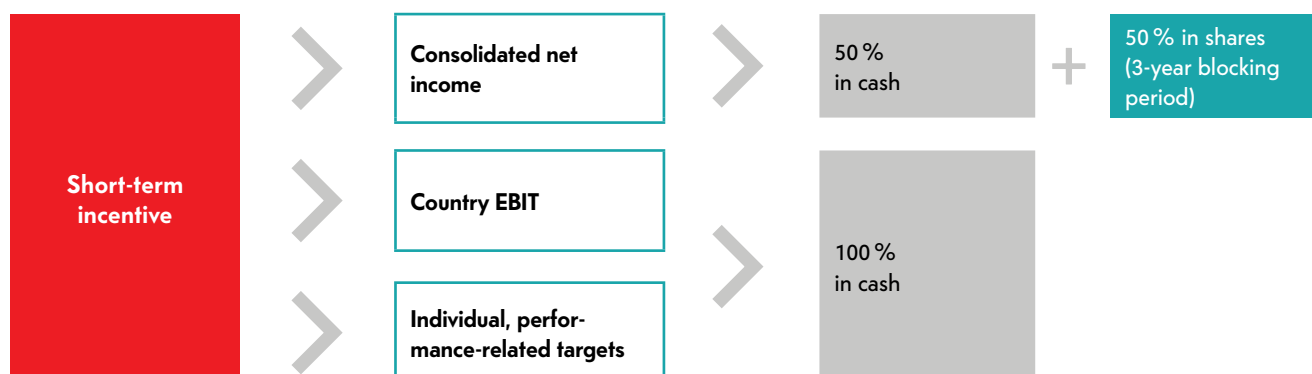 Short-term
incentive
Consolidated net
income
50 %
in cash
+
50 % in shares
(3-year blocking
period)
Country EBIT
Individual, perfor-
mance-related targets
100 %
in cash